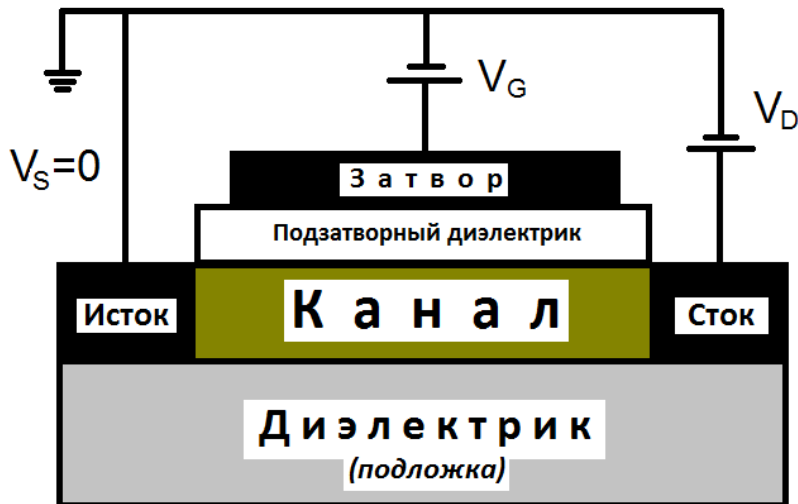 V_G
V_D
V_S=0
З а т в о р
Подзатворный диэлектрик
Исток
К а н а л
Сток
Д и э л е к т р и к
(подложка)